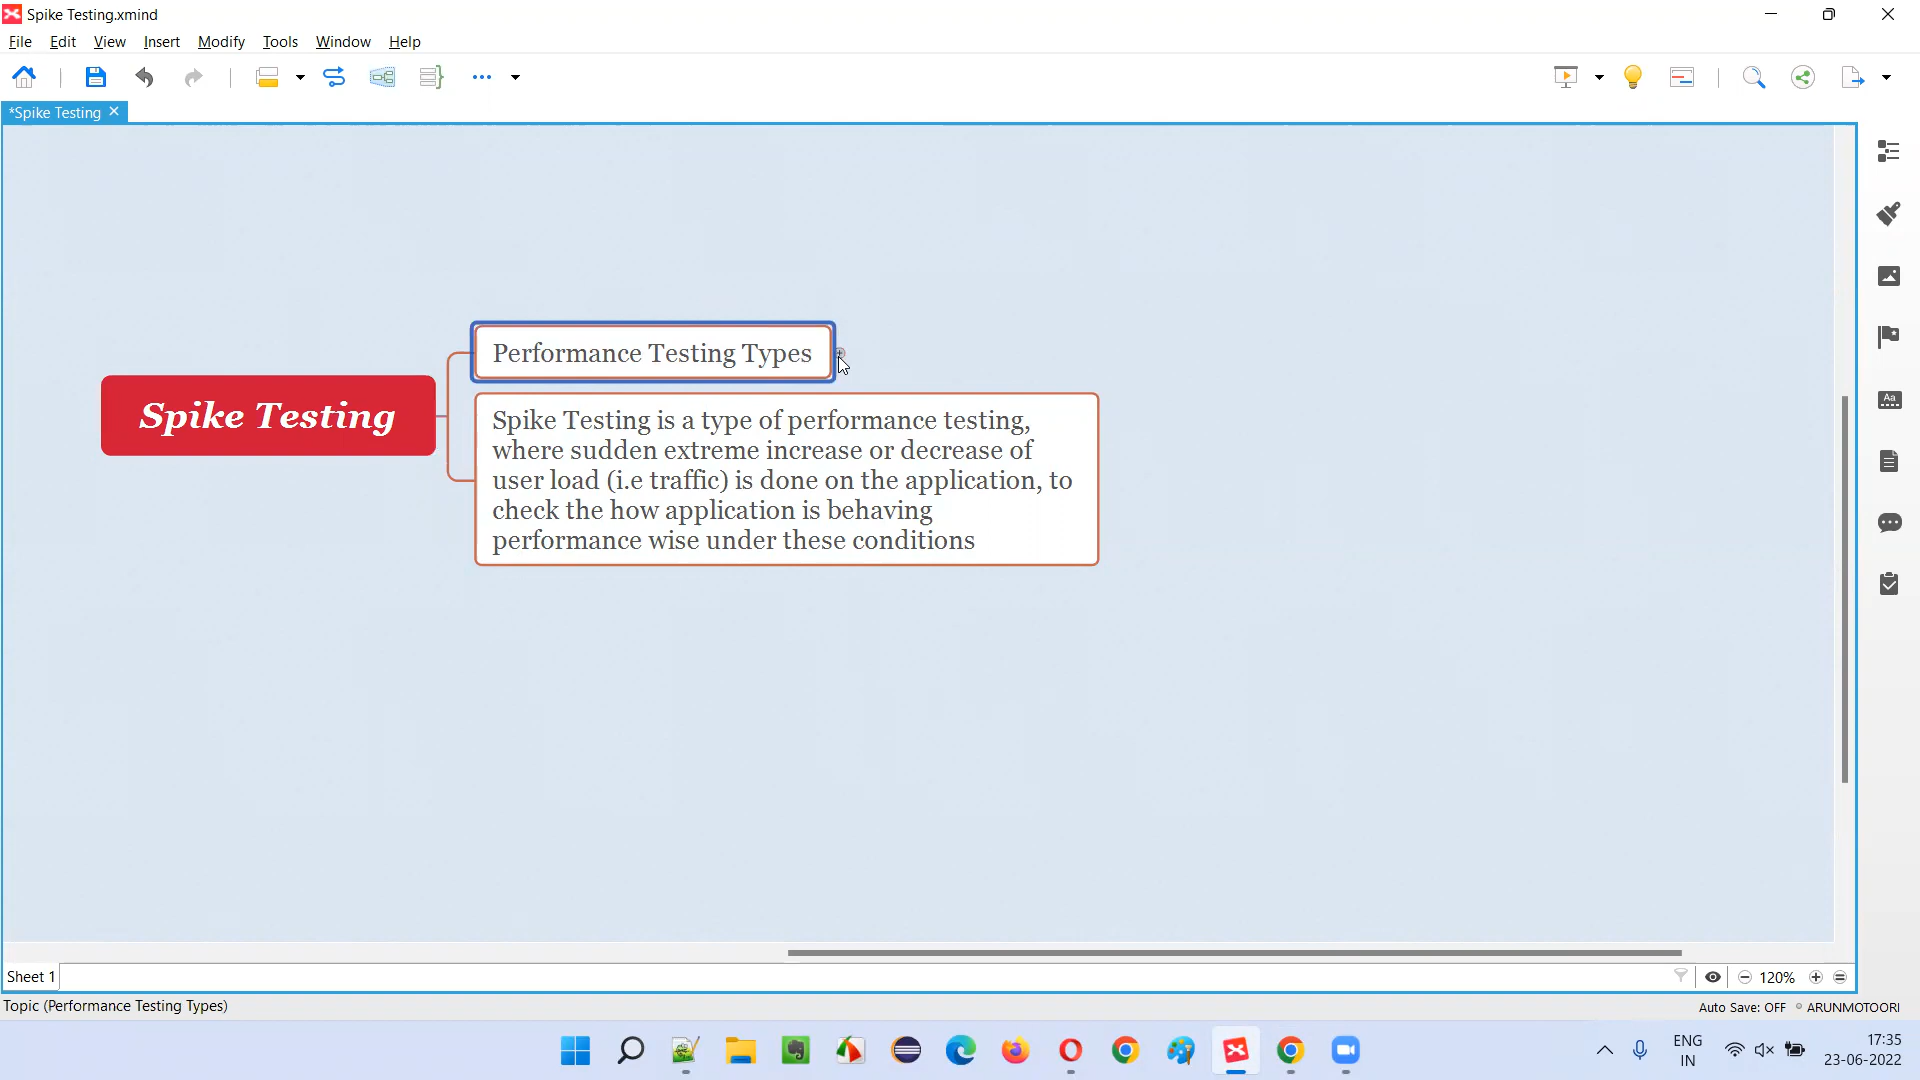 Spike Testing.xmind
File Edit View Insert Modify Tools Window Help
*Spike Testing
Performance Testing Types
Spike Testing
Spike Testing is a type of performance testing,
where sudden extreme increase or decrease of
user load (i.e traffic) is done on the application, to
check the how application is behaving
performance wise under these conditions
Aa
Sheet 1
120%
Topic (Performance Testing Types)
Auto Save: OFF
ARUNMOTOORI
ENG
IN
17:35
23-06-2022